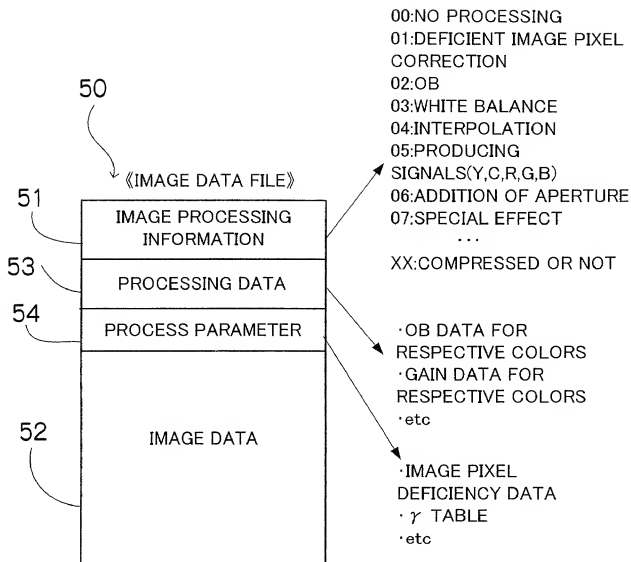 00:NO PROCESSING
01:DEFICIENT IMAGE PIXEL
CORRECTION
02:OB
03:WHITE BALANCE
04:INTERPOLATION
05:PRODUCING
SIGNALS(Y,C,R,G,B)
06:ADDITION OF APERTURE
07:SPECIAL EFFECT
···
XX:COMPRESSED OR NOT
50
《IMAGE DATA FILE》
51
IMAGE PROCESSING
INFORMATION
53
PROCESSING DATA
54
PROCESS PARAMETER
52
IMAGE DATA
·OB DATA FOR
RESPECTIVE COLORS
·GAIN DATA FOR
RESPECTIVE COLORS
·etc
·IMAGE PIXEL
DEFICIENCY DATA
·γ TABLE
·etc